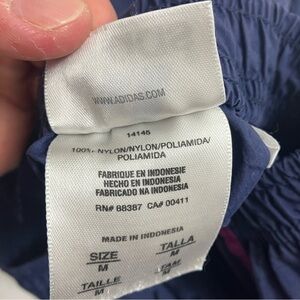 WWW.ADIDAS.COM
14145
100% NYLON/NYLON/POLIAMIDA/
POLIAMIDA
FABRIQUE EN INDONESIE
HECHO EN INDONESIA
FABRICADO NA INDONESIA
RN# 88387 CA# 00411
MADE IN INDONESIA
SIZE TALLA
M M
TAILLE TAM.
M M